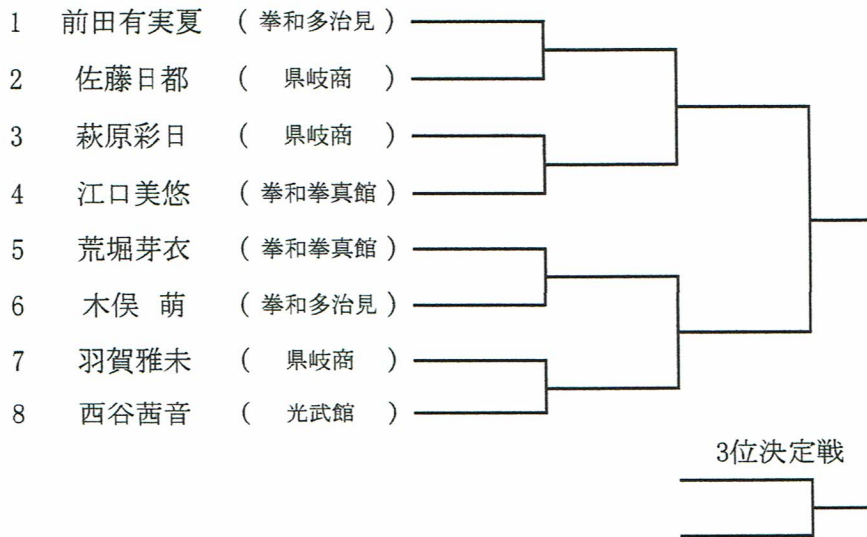 1 前田有実夏 ( 拳和多治見 )
2 佐藤日都 ( 県岐商 )
3 萩原彩日 ( 県岐商 )
4 江口美悠 ( 拳和拳真館 )
5 荒堀芽衣 ( 拳和拳真館 )
6 木俣 萌 ( 拳和多治見 )
7 羽賀雅未 ( 県岐商 )
8 西谷茜音 ( 光武館 )
3位決定戦